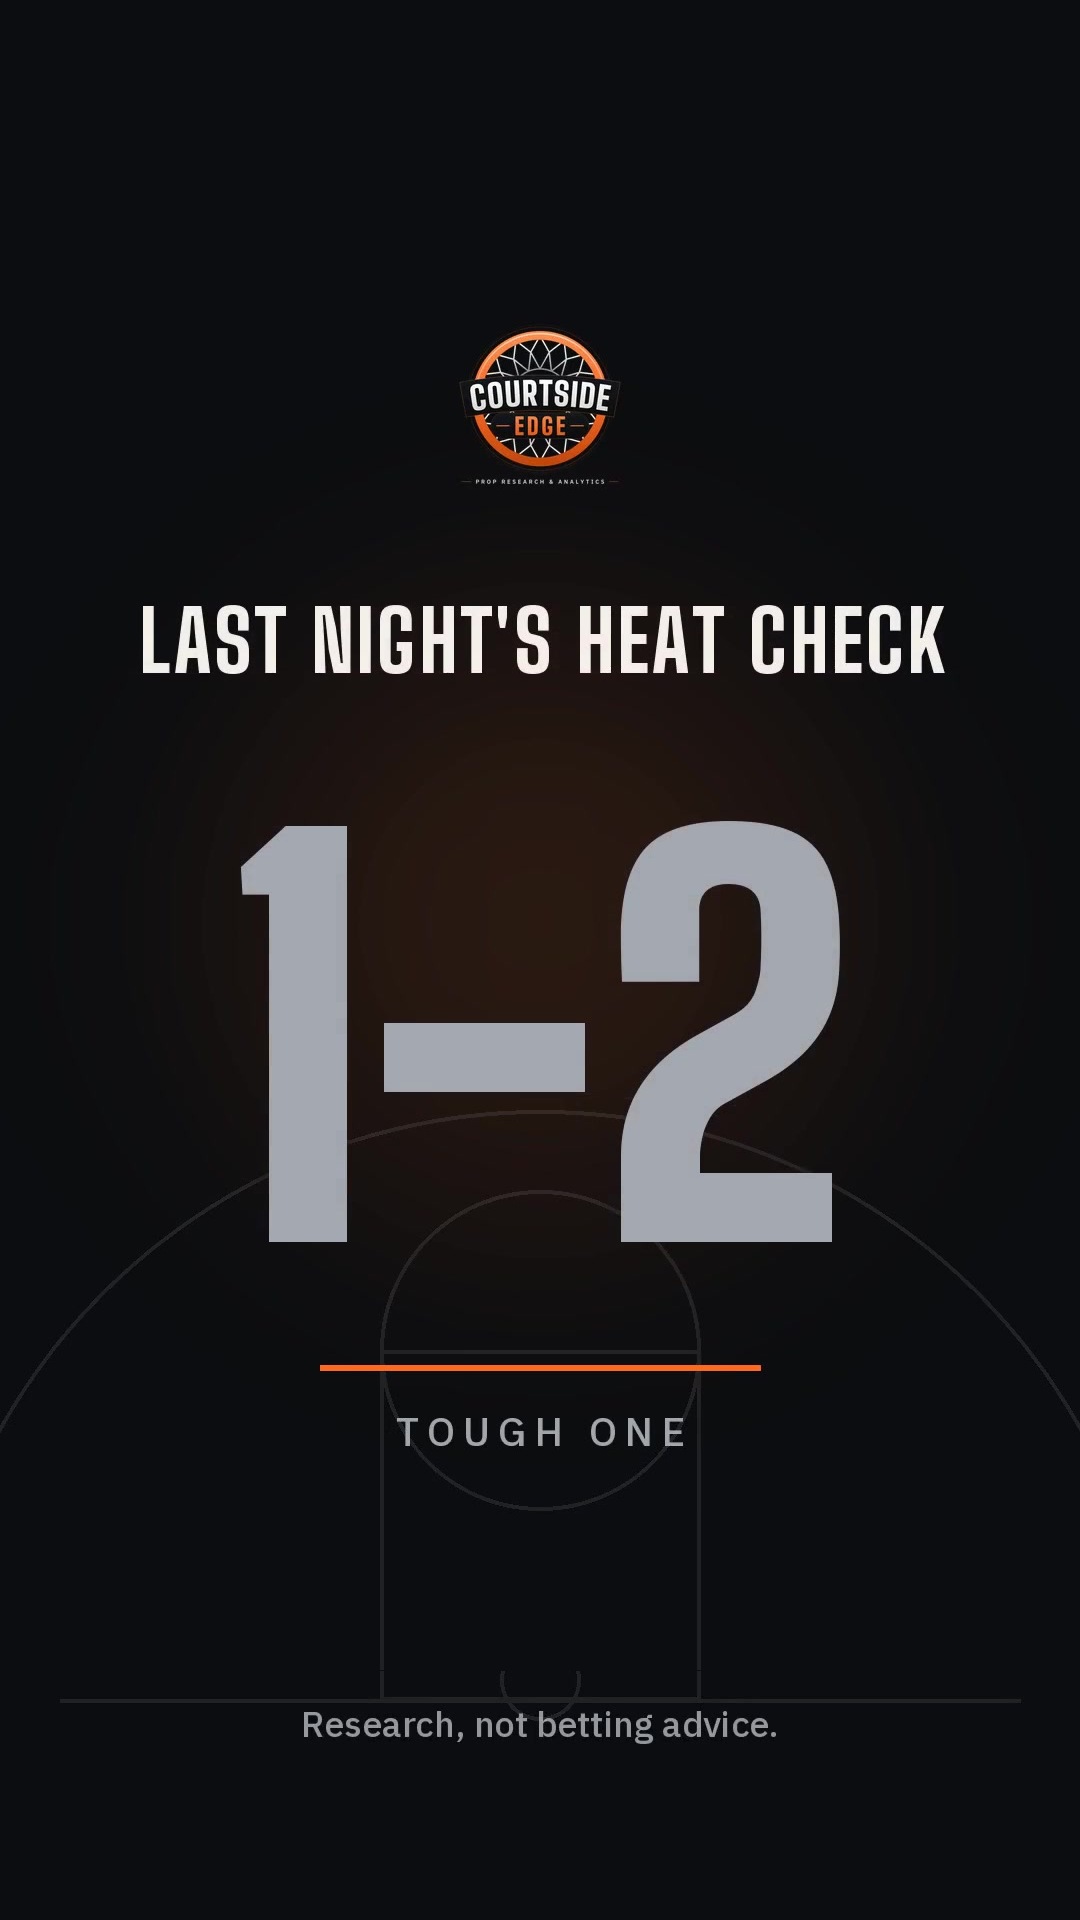 COURTSIDE
EDGE
PROP RESEARCH & ANALYTICS
LAST NIGHT'S HEAT CHECK
1-2
TOUGH ONE
Research, not betting advice.